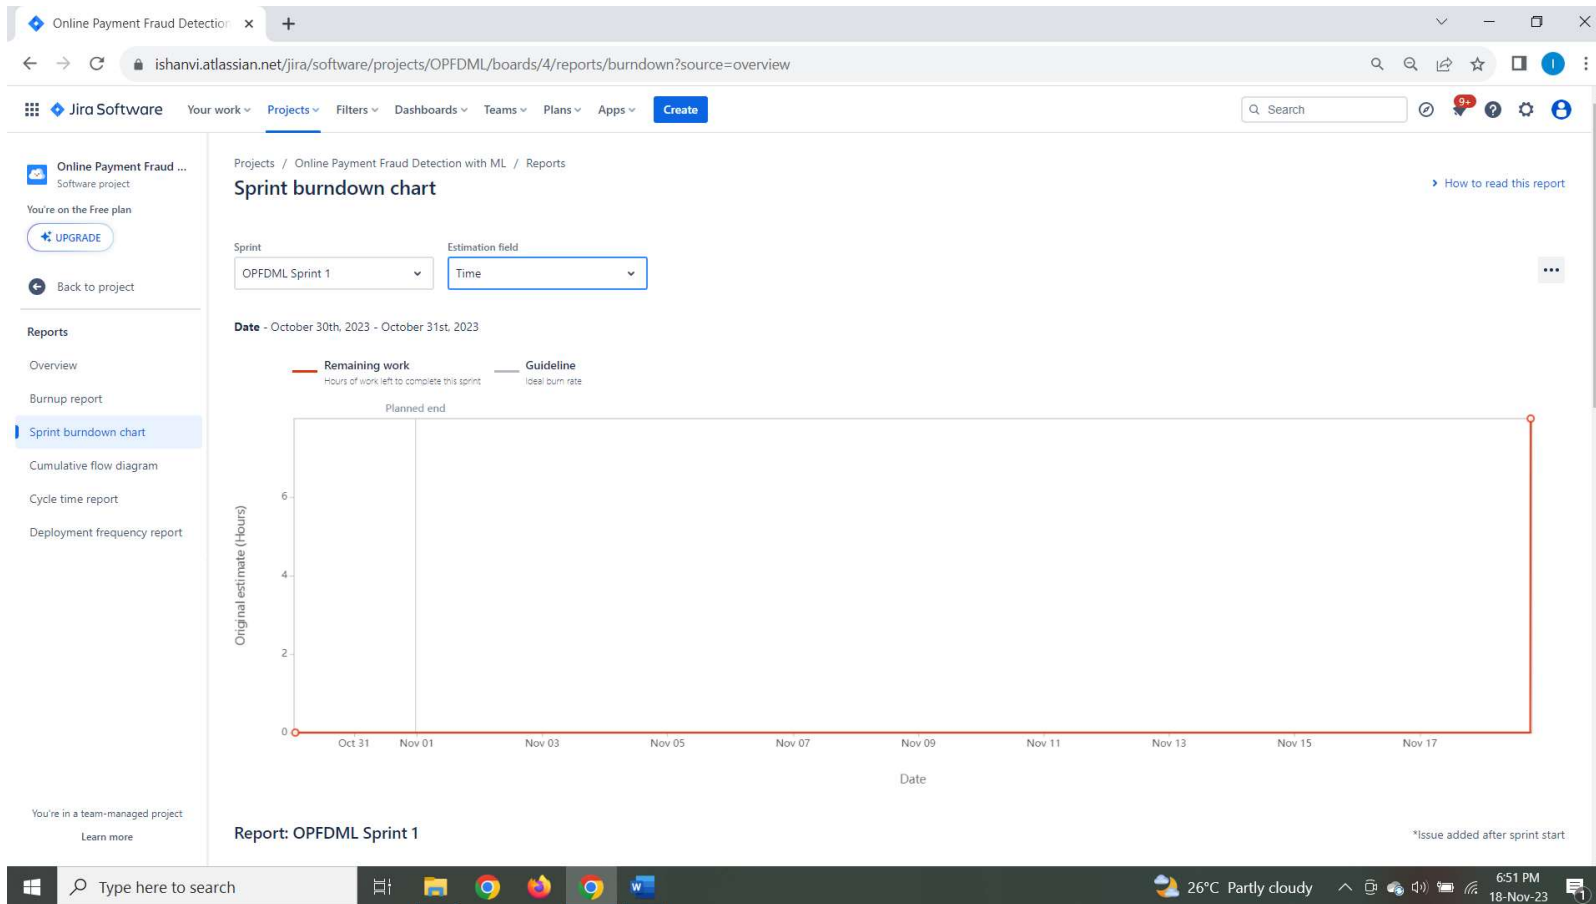 Online Payment Fraud Detection
ishanvi.atlassian.net/jira/software/projects/OPFDML/boards/4/reports/burndown?source=overview
I
Jira Software Your work Projects Filters Dashboards Teams Plans Apps Create Search 9+
Online Payment Fraud ...
Software project
You're on the Free plan
UPGRADE
Back to project
Reports
Overview
Burnup report
Sprint burndown chart
Cumulative flow diagram
Cycle time report
Deployment frequency report
You're in a team-managed project
Learn more
Projects / Online Payment Fraud Detection with ML / Reports
Sprint burndown chart
How to read this report
Sprint Estimation field
OPFDML Sprint 1 Time
Date - October 30th, 2023 - October 31st, 2023
Remaining work Guideline
Hours of work left to complete this sprint Ideal burn rate
Planned end
Original estimate (Hours)
6
4
2
0
Oct 31 Nov 01 Nov 03 Nov 05 Nov 07 Nov 09 Nov 11 Nov 13 Nov 15 Nov 17
Date
Report: OPFDML Sprint 1 *Issue added after sprint start
Type here to search W 26°C Partly cloudy 6:51 PM
18-Nov-23 1